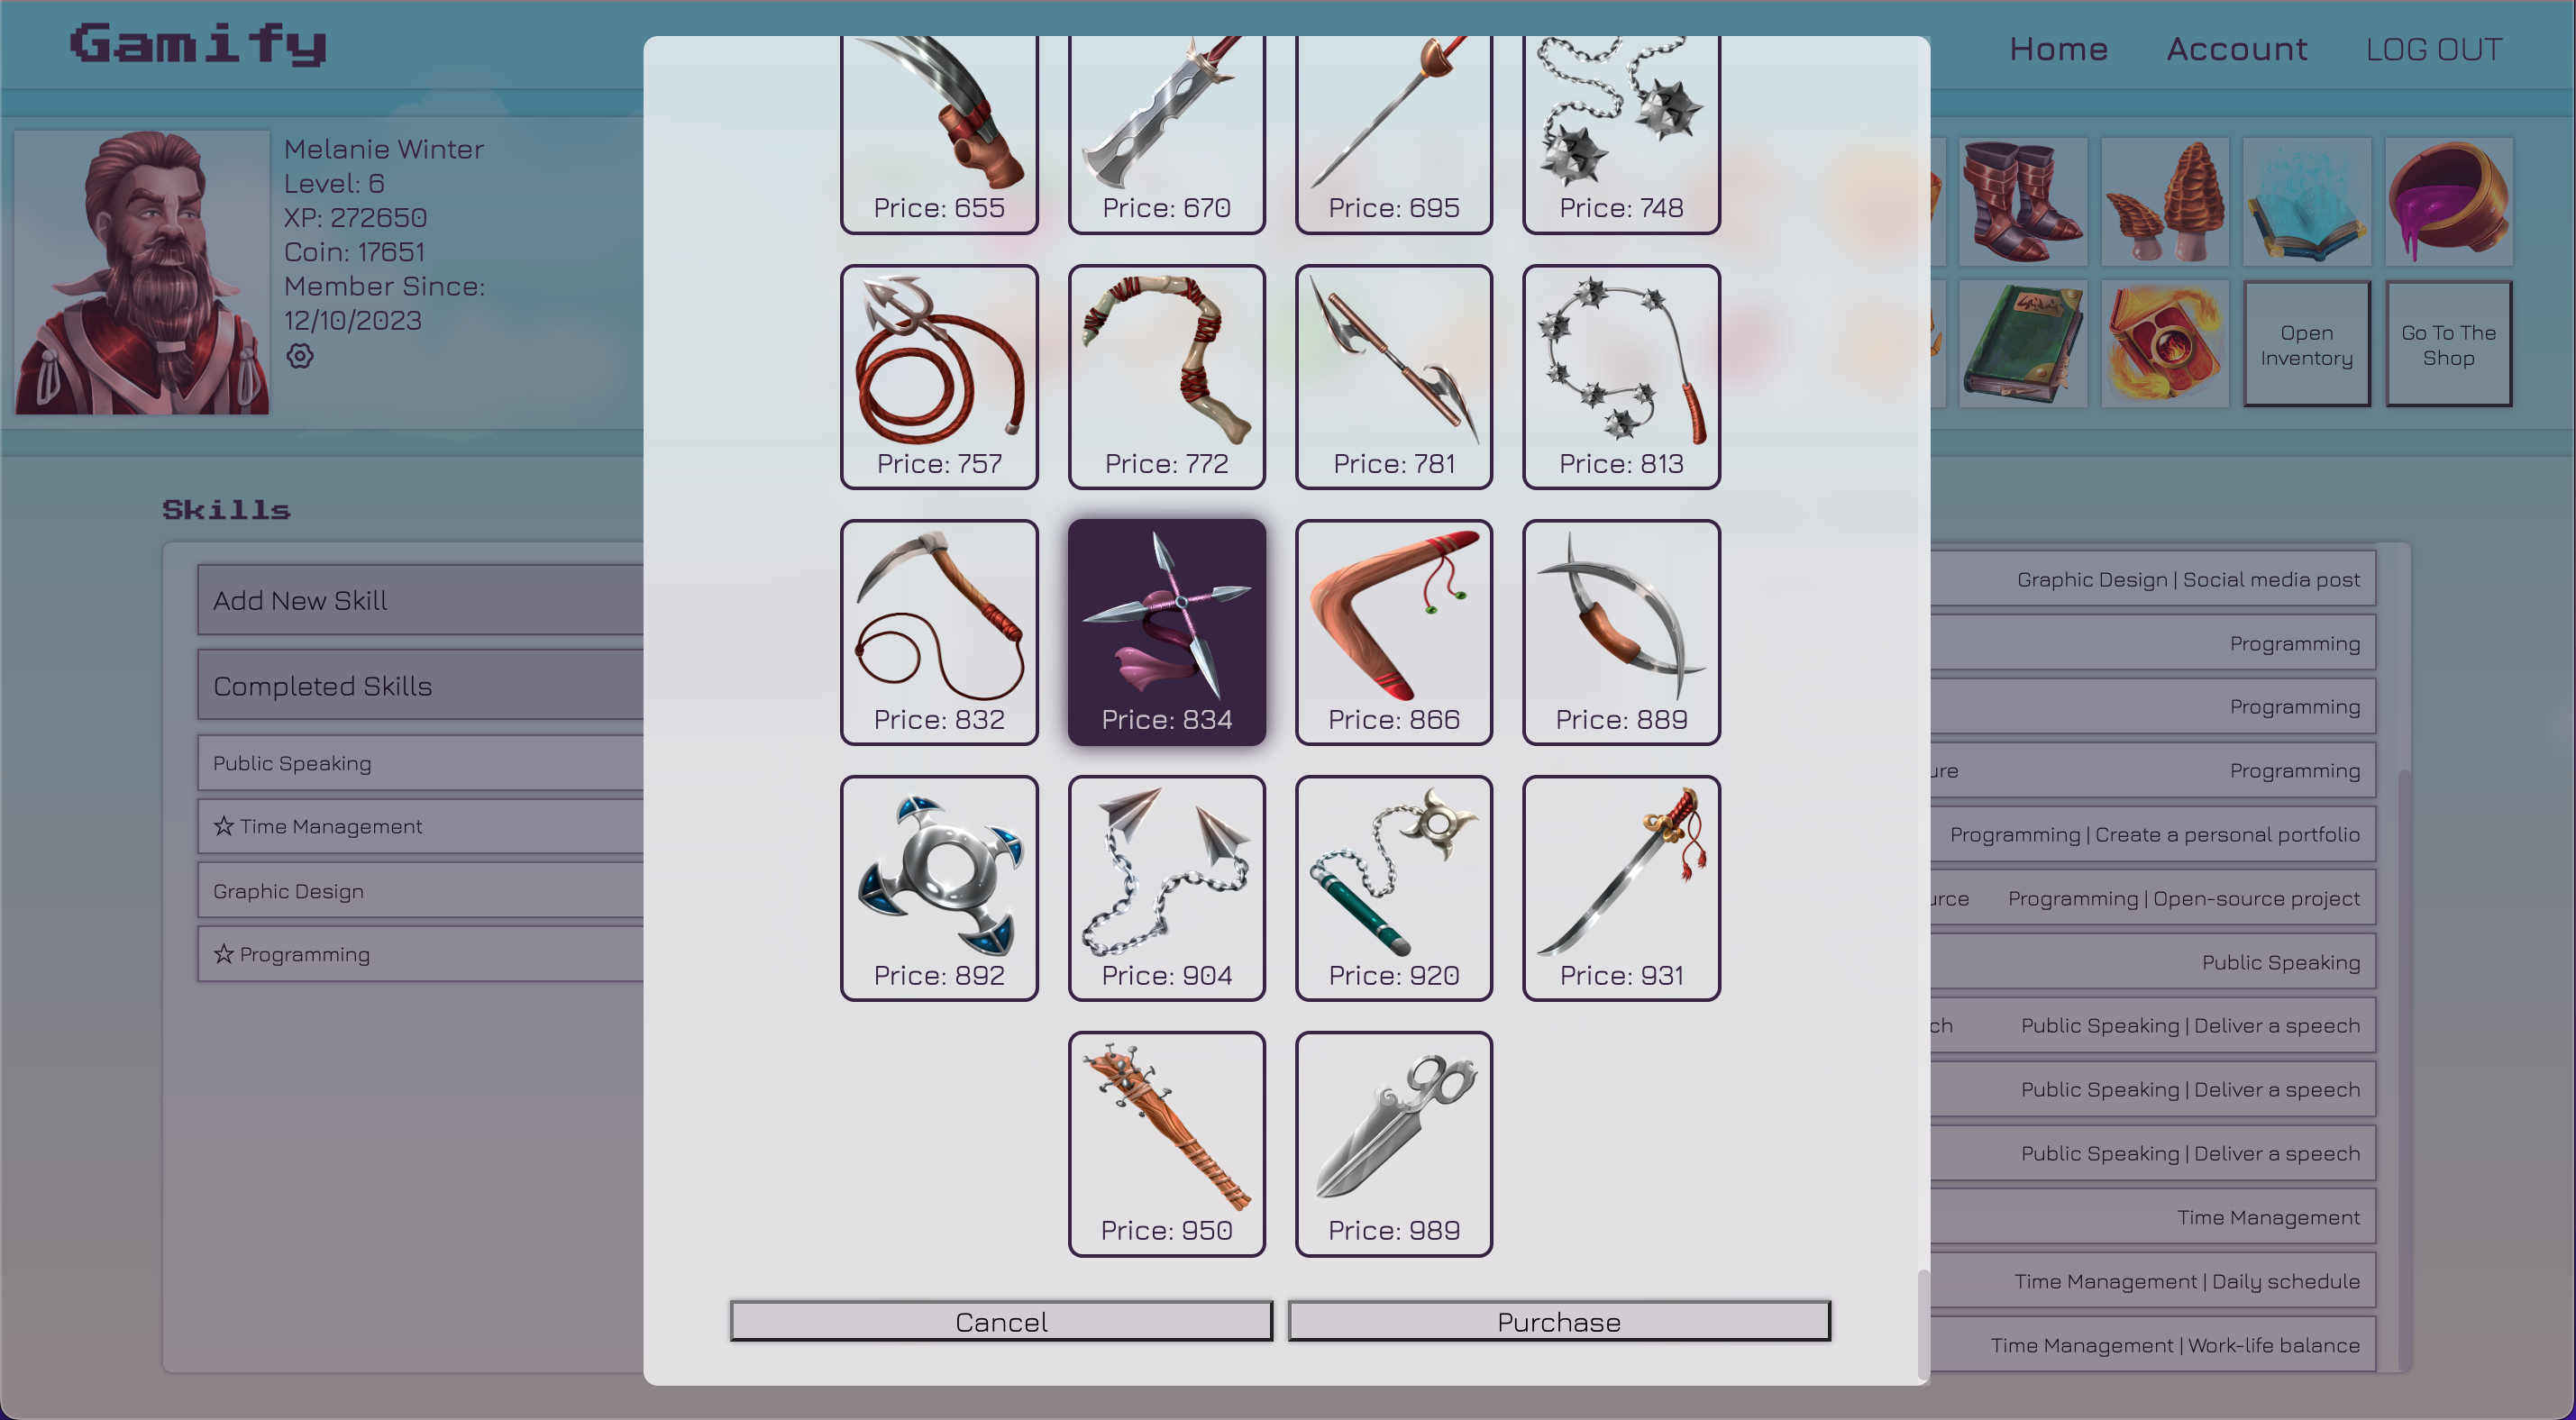 Gamify
Home
Account
LOG OUT
Melanie Winter
Level: 6
XP: 272650
Coin: 17651
Member Since:
12/10/2023
Open
Inventory
Go To The
Shop
Skills
Add New Skill
Completed Skills
Public Speaking
☆ Time Management
Graphic Design
☆ Programming
Price: 655
Price: 670
Price: 695
Price: 748
Price: 757
Price: 772
Price: 781
Price: 813
Price: 832
Price: 834
Price: 866
Price: 889
Price: 892
Price: 904
Price: 920
Price: 931
Price: 950
Price: 989
Cancel
Purchase
Graphic Design | Social media post
Programming
Programming
Programming
Programming | Create a personal portfolio
Programming | Open-source project
Public Speaking
Public Speaking | Deliver a speech
Public Speaking | Deliver a speech
Public Speaking | Deliver a speech
Time Management
Time Management | Daily schedule
Time Management | Work-life balance